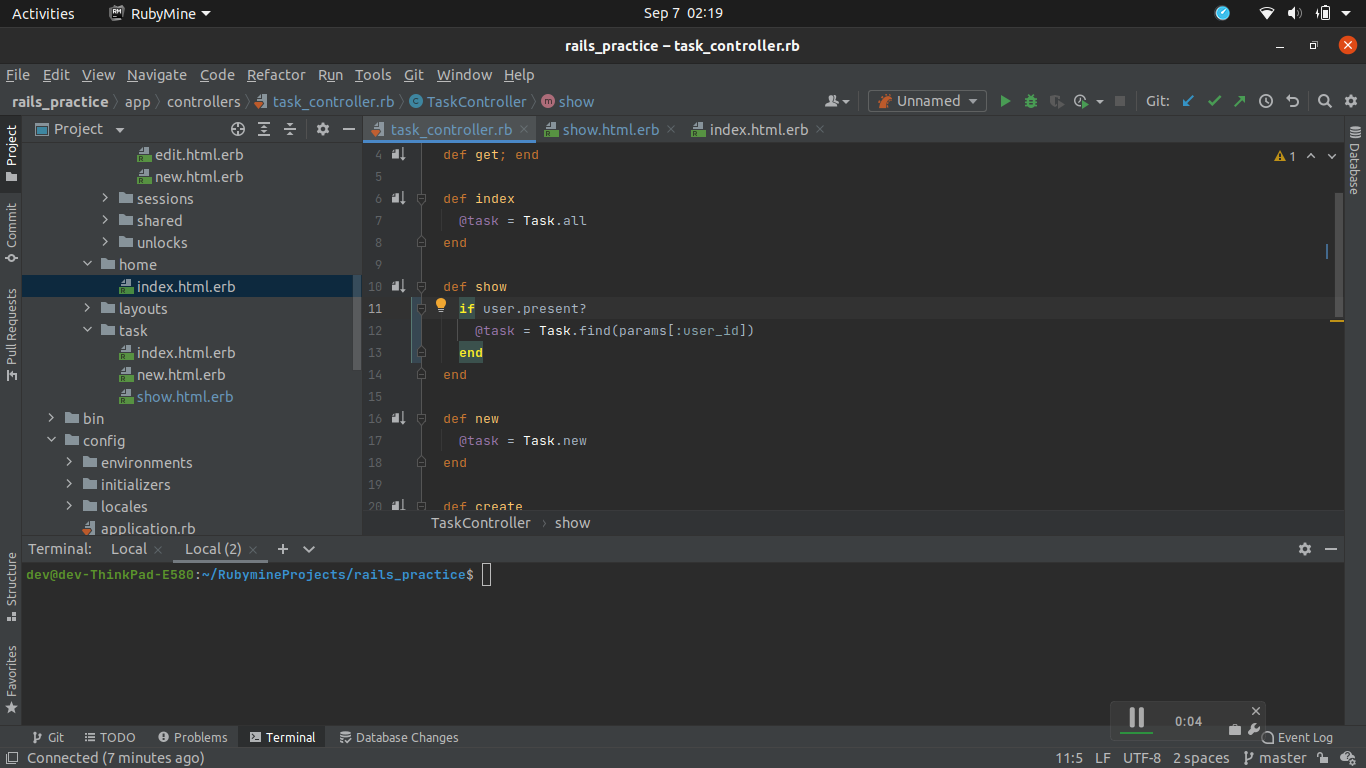 Activities RubyMine Sep 7 02:19
rails_practice – task_controller.rb
File Edit View Navigate Code Refactor Run Tools Git Window Help
rails_practice app controllers task_controller.rb TaskController show Unnamed Git:
Project
task_controller.rb show.html.erb index.html.erb
edit.html.erb
new.html.erb
sessions
shared
unlocks
home
index.html.erb
layouts
task
index.html.erb
new.html.erb
show.html.erb
bin
config
environments
initializers
locales
application.rb
4 def get; end
5
6 def index
7 @task = Task.all
8 end
9
10 def show
11 if user.present?
12 @task = Task.find(params[:user_id])
13 end
14 end
15
16 def new
17 @task = Task.new
18 end
19
20 def create
1
TaskController show
Project
Commit
Pull Requests
Structure
Favorites
Database
Terminal: Local Local (2)
dev@dev-ThinkPad-E580:~/RubymineProjects/rails_practice$
0:04
Git TODO Problems Terminal Database Changes Event Log
Connected (7 minutes ago) 11:5 LF UTF-8 2 spaces master